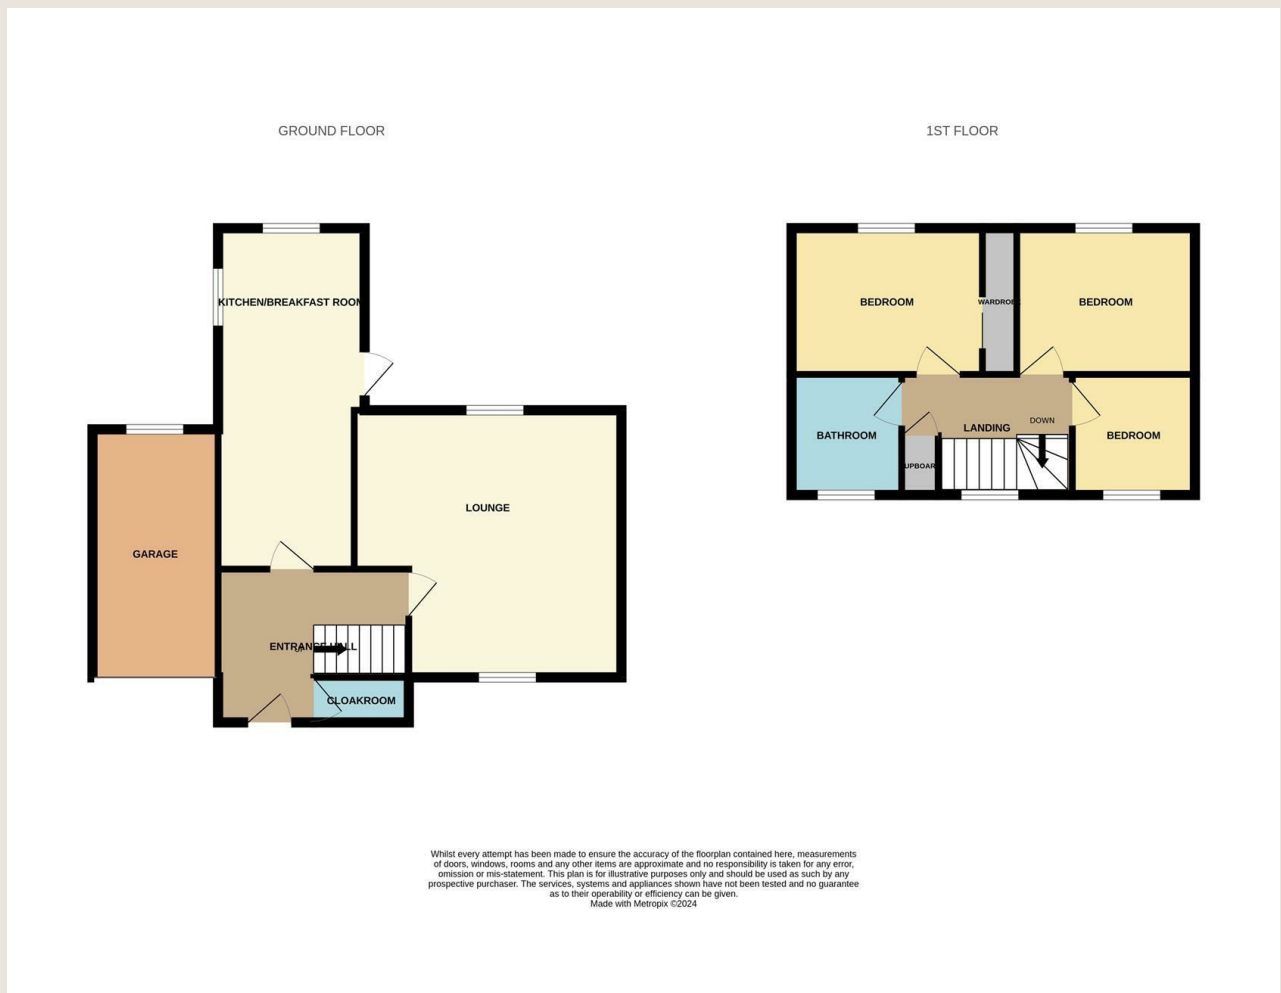 GROUND FLOOR
1ST FLOOR
KITCHEN/BREAKFAST ROOM
GARAGE
LOUNGE
ENTRANCE HALL
UP
CLOAKROOM
BEDROOM
WARDROBE
BEDROOM
BATHROOM
LANDING
DOWN
BEDROOM
UPBOAR
Whilst every attempt has been made to ensure the accuracy of the floorplan contained here, measurements
of doors, windows, rooms and any other items are approximate and no responsibility is taken for any error,
omission or mis-statement. This plan is for illustrative purposes only and should be used as such by any
prospective purchaser. The services, systems and appliances shown have not been tested and no guarantee
as to their operability or efficiency can be given.
Made with Metropix ©2024